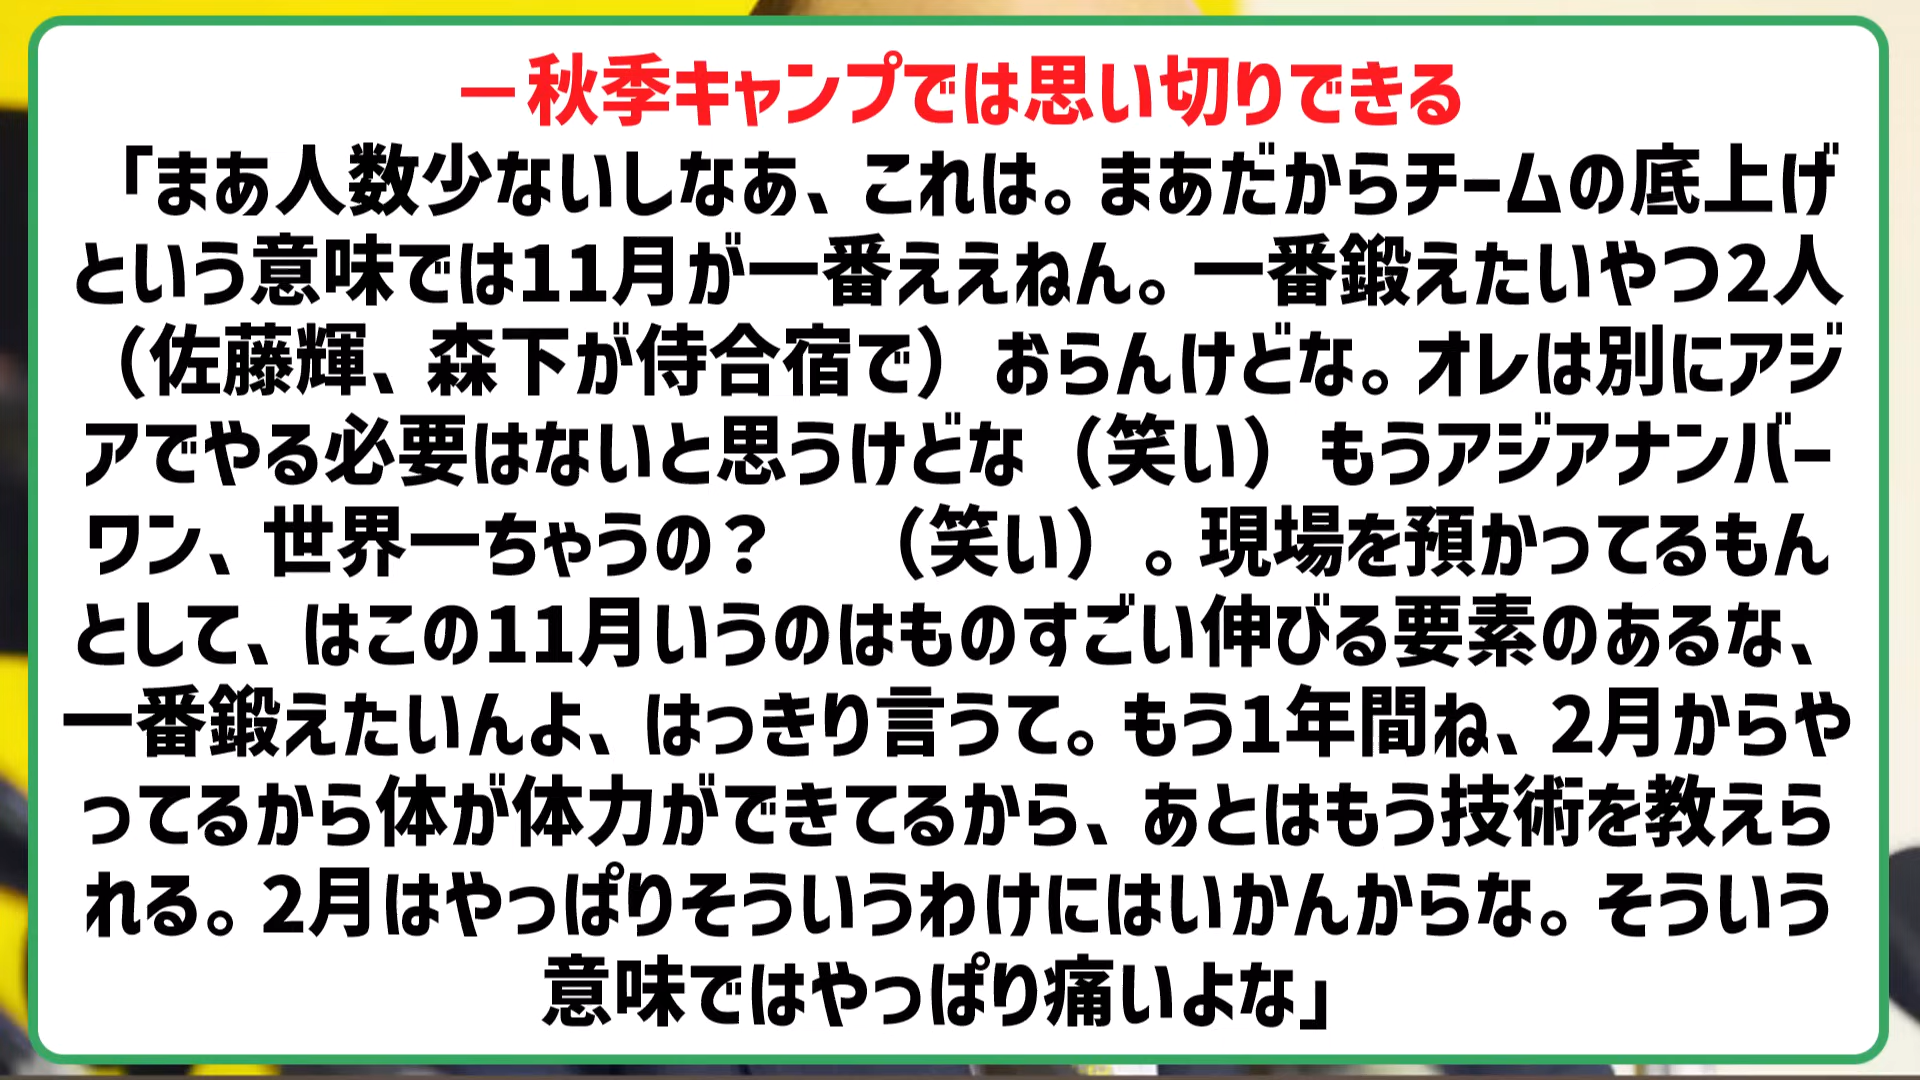 －秋季キャンプでは思い切りできる
「まあ人数少ないしなあ、これは。まあだからチームの底上げ
という意味では11月が一番ええねん。一番鍛えたいやつ2人
（佐藤輝、森下が侍合宿で）おらんけどな。オレは別にアジ
アでやる必要はないと思うけどな（笑い）もうアジアナンバー
ワン、世界一ちゃうの？　（笑い）。現場を預かってるもん
として、はこの11月いうのはものすごい伸びる要素のあるな、
一番鍛えたいんよ、はっきり言うて。もう1年間ね、2月からや
ってるから体が体力ができてるから、あとはもう技術を教えら
れる。2月はやっぱりそういうわけにはいかんからな。そういう
意味ではやっぱり痛いよな」